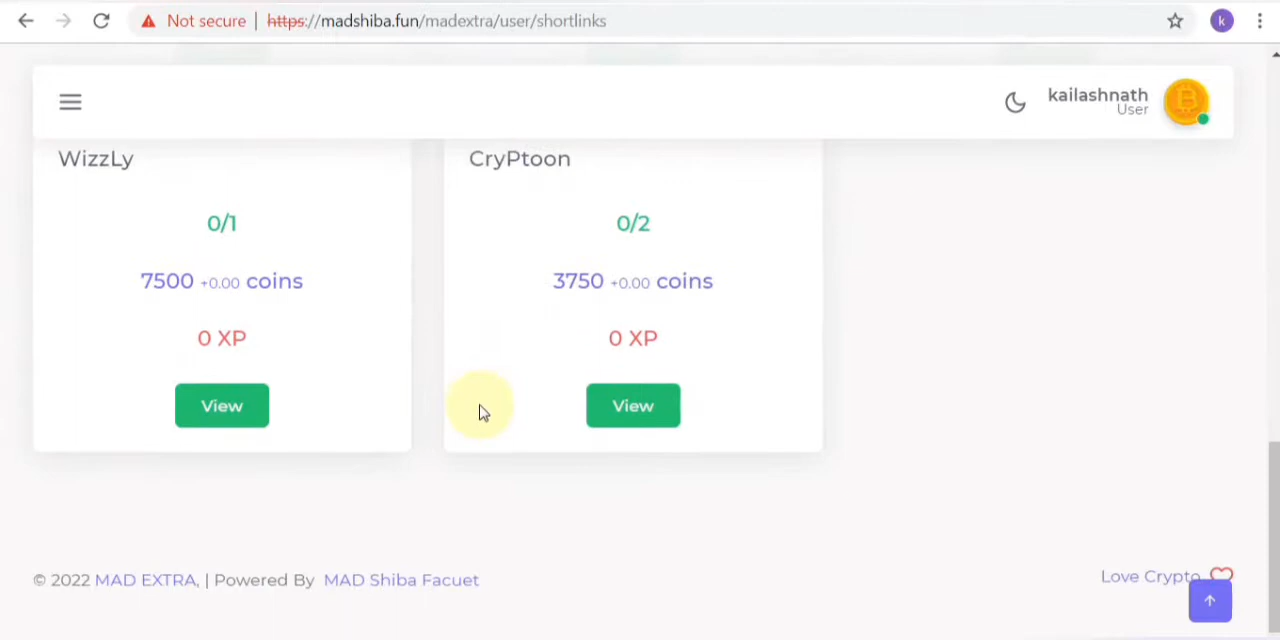 Not secure | https://madshiba.fun/madextra/user/shortlinks
k
kailashnath
User
WizzLy
CryPtoon
0/1
0/2
7500 +0.00 coins
3750 +0.00 coins
0 XP
0 XP
View
View
© 2022 MAD EXTRA, | Powered By MAD Shiba Facuet
Love Crypto